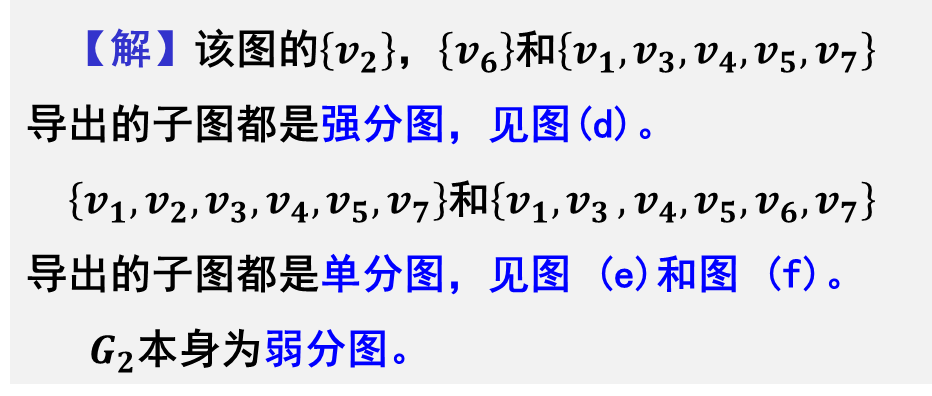 【解】该图的{v₂}，{v₆}和{v₁,v₃,v₄,v₅,v₇}
导出的子图都是强分图，见图(d)。
{v₁,v₂,v₃,v₄,v₅,v₇}和{v₁,v₃,v₄,v₅,v₆,v₇}
导出的子图都是单分图，见图 (e)和图 (f)。
G₂本身为弱分图。